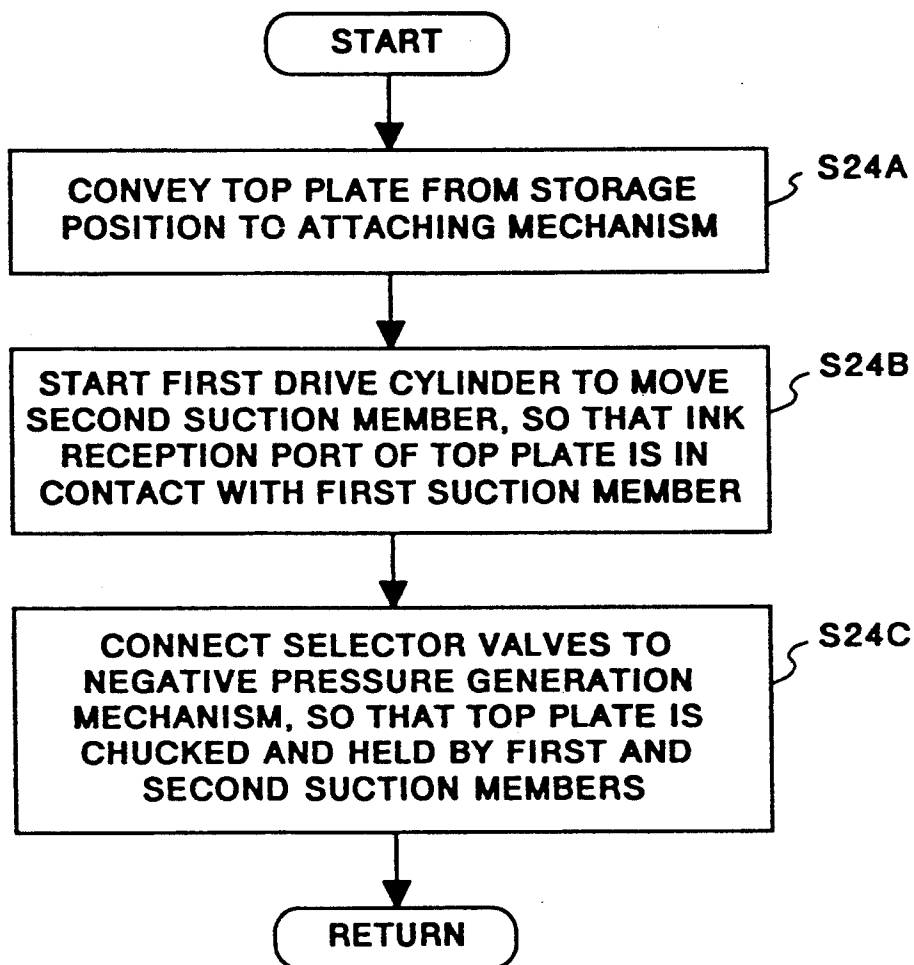 START
CONVEY TOP PLATE FROM STORAGE
POSITION TO ATTACHING MECHANISM
S24A
START FIRST DRIVE CYLINDER TO MOVE
SECOND SUCTION MEMBER, SO THAT INK
RECEPTION PORT OF TOP PLATE IS IN
CONTACT WITH FIRST SUCTION MEMBER
S24B
CONNECT SELECTOR VALVES TO
NEGATIVE PRESSURE GENERATION
MECHANISM, SO THAT TOP PLATE IS
CHUCKED AND HELD BY FIRST AND
SECOND SUCTION MEMBERS
S24C
RETURN